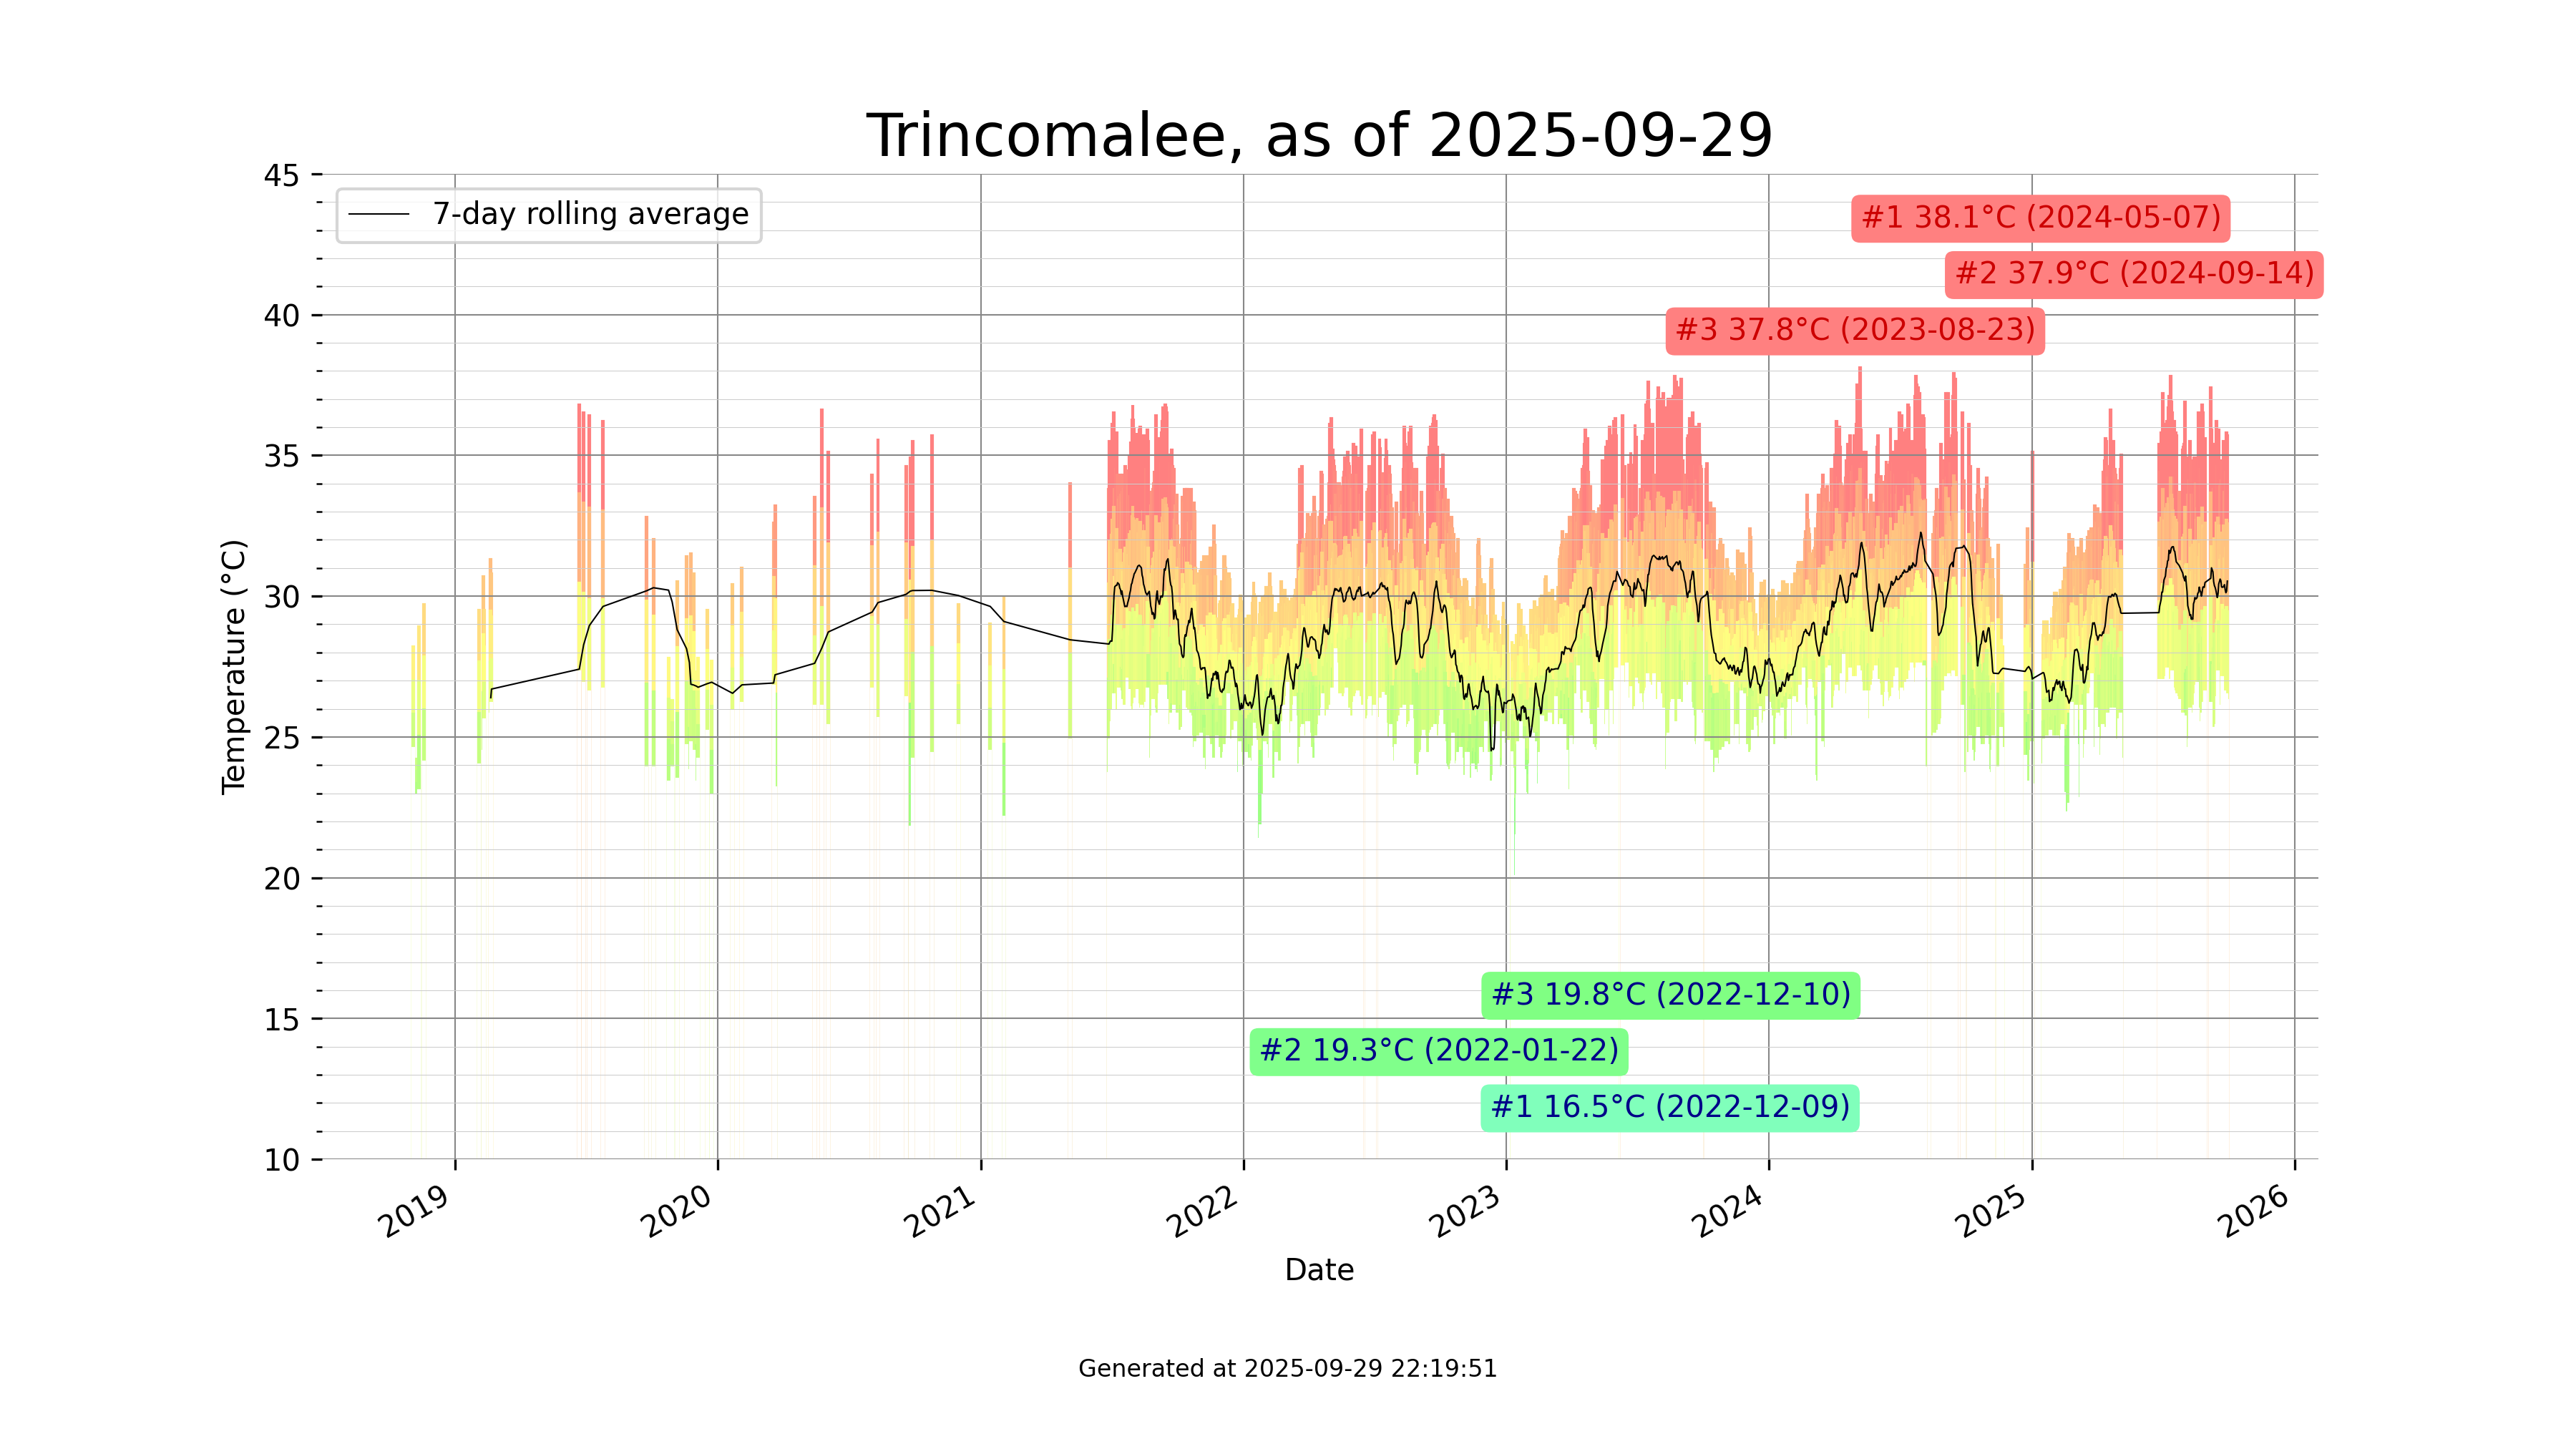 Trincomalee, as of 2025-09-29
45
7-day rolling average
#1 38.1°C (2024-05-07)
#2 37.9°C (2024-09-14)
40
#3 37.8°C (2023-08-23)
35
30
25
20
Temperature (°C)
#3 19.8°C (2022-12-10)
15
#2 19.3°C (2022-01-22)
#1 16.5°C (2022-12-09)
10
2019 2020 2021 2022 2023 2024 2025 2026
Date
Generated at 2025-09-29 22:19:51